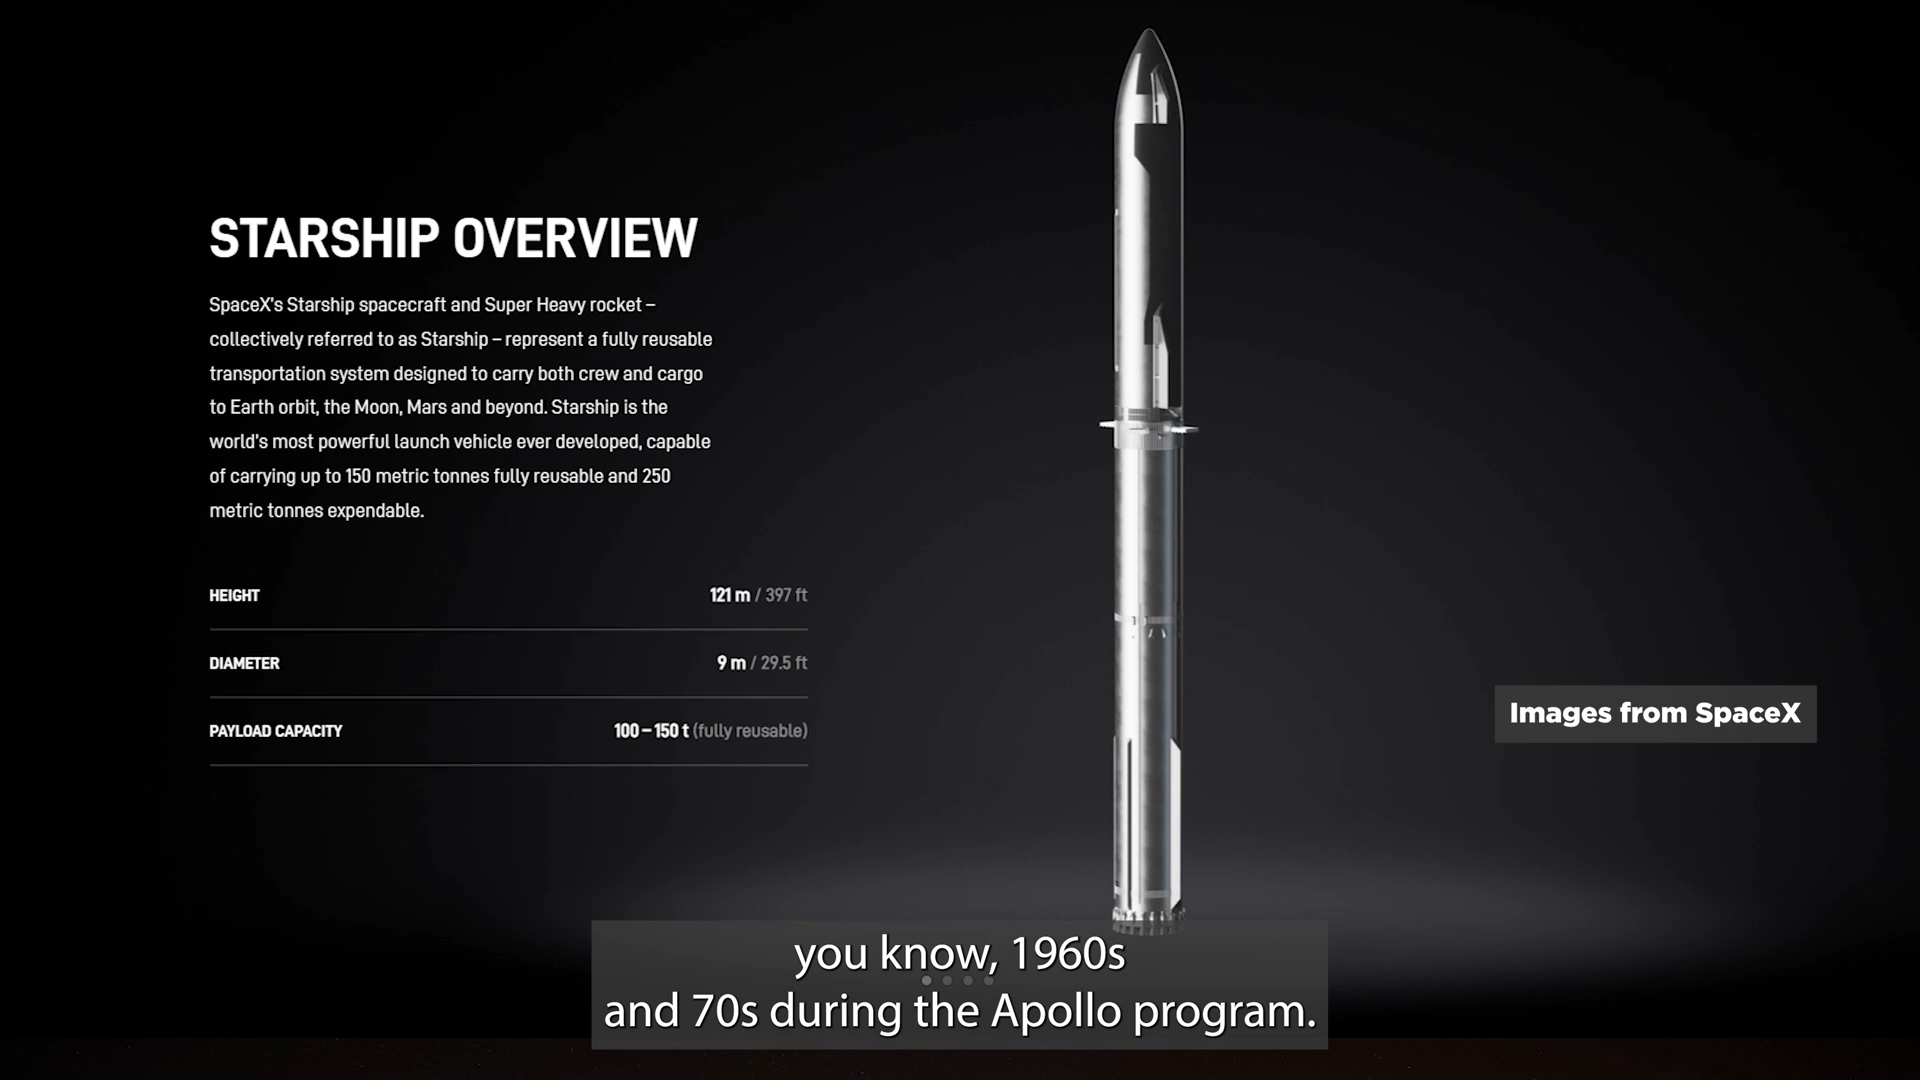 STARSHIP OVERVIEW
SpaceX's Starship spacecraft and Super Heavy rocket –
collectively referred to as Starship – represent a fully reusable
transportation system designed to carry both crew and cargo
to Earth orbit, the Moon, Mars and beyond. Starship is the
world's most powerful launch vehicle ever developed, capable
of carrying up to 150 metric tonnes fully reusable and 250
metric tonnes expendable.
HEIGHT 121 m / 397 ft
DIAMETER 9 m / 29.5 ft
PAYLOAD CAPACITY 100 – 150 t (fully reusable)
Images from SpaceX
you know, 1960s
and 70s during the Apollo program.